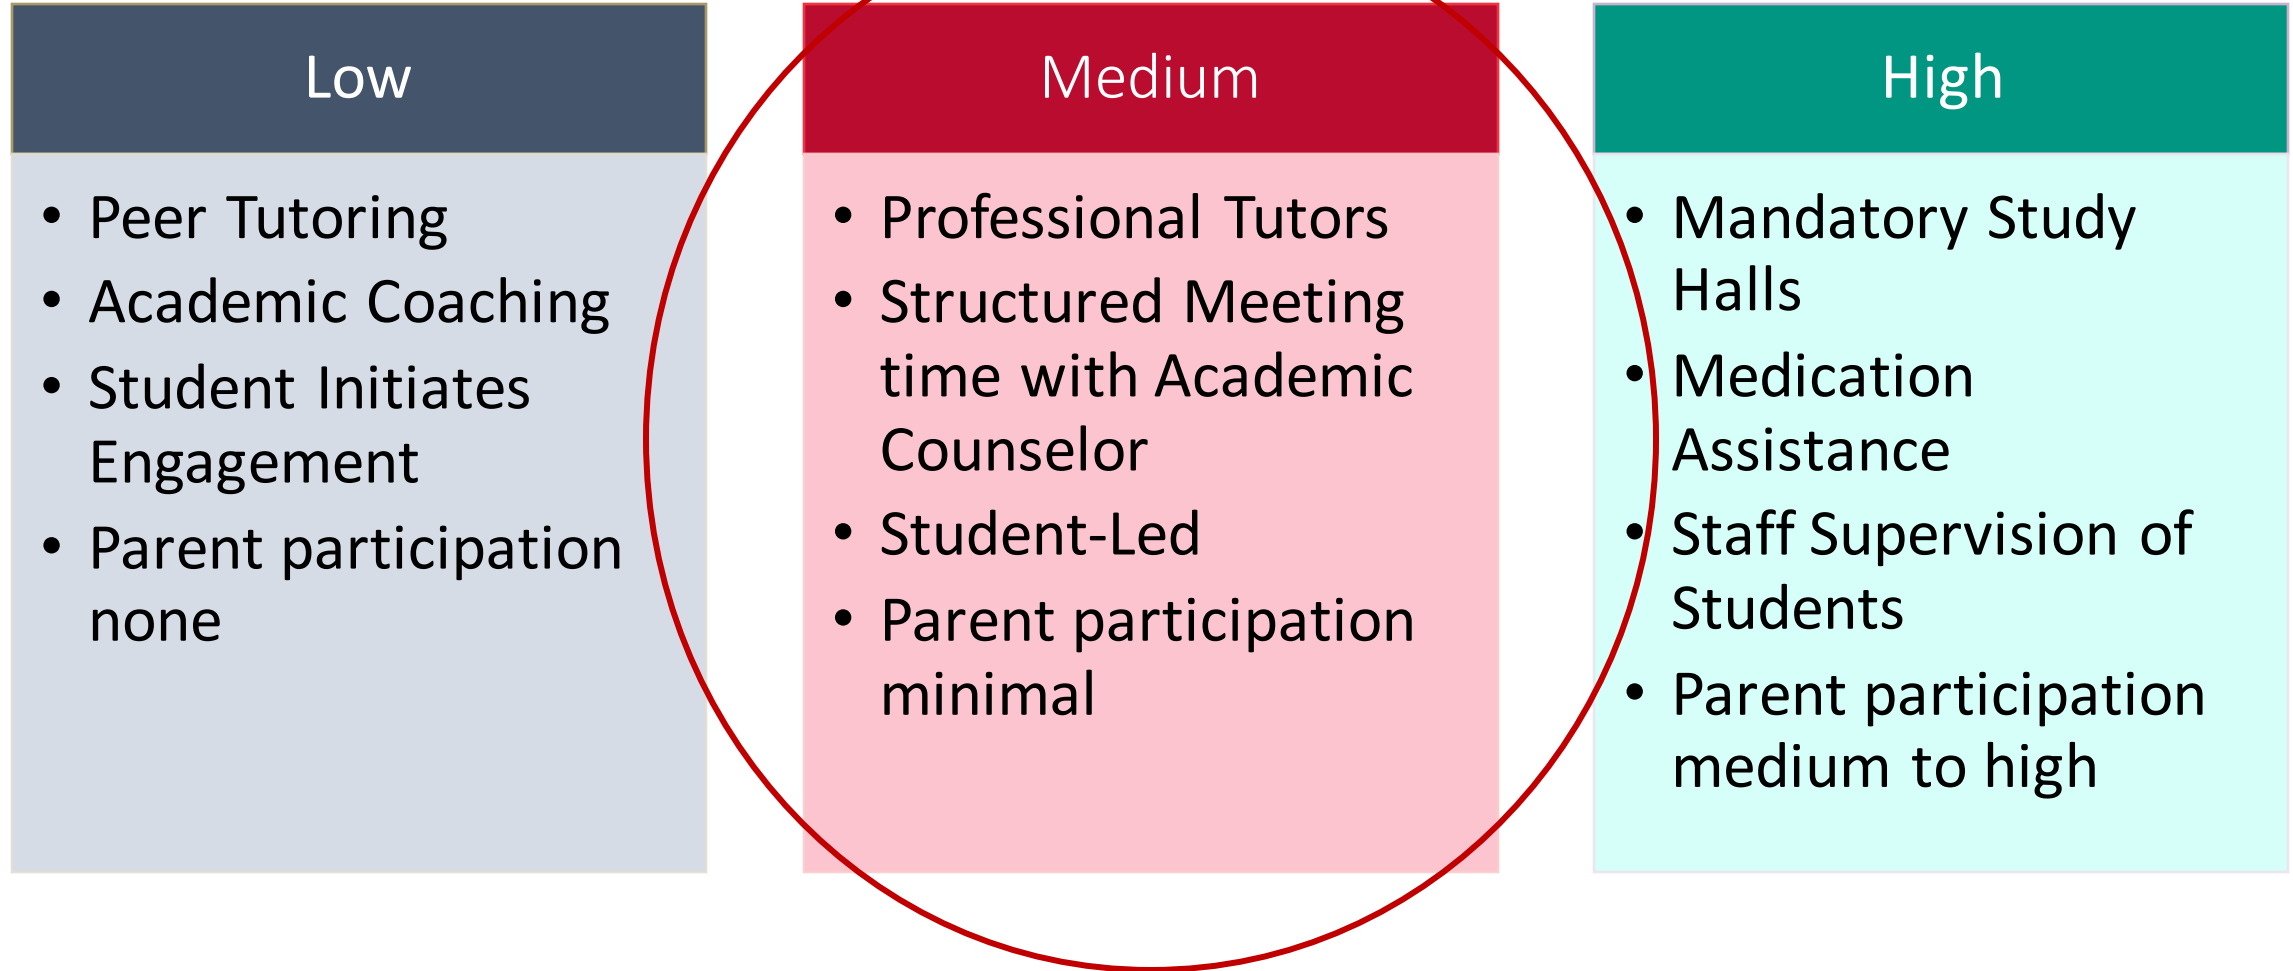 Low
• Peer Tutoring
• Academic Coaching
• Student Initiates
Engagement
• Parent participation
none
Medium
• Professional Tutors
• Structured Meeting
time with Academic
Counselor
• Student-Led
• Parent participation
minimal
High
• Mandatory Study
Halls
• Medication
Assistance
• Staff Supervision of
Students
• Parent participation
medium to high